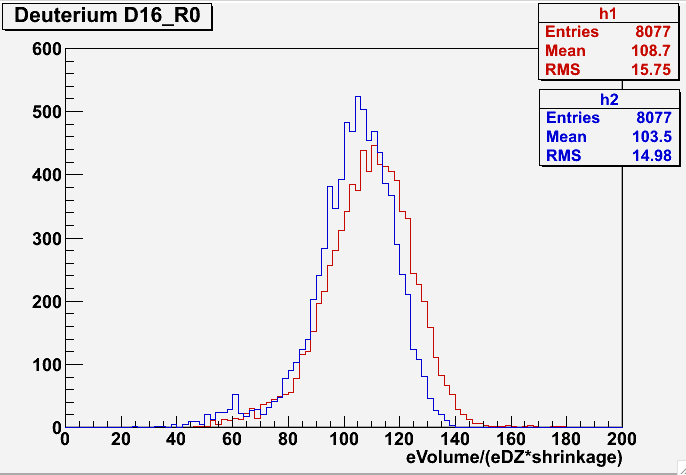 Deuterium D16_R0
h1
Entries 8077
Mean 108.7
RMS 15.75
h2
Entries 8077
Mean 103.5
RMS 14.98
600
500
400
300
200
100
0
0 20 40 60 80 100 120 140 160 180 200
eVolume/(eDZ*shrinkage)